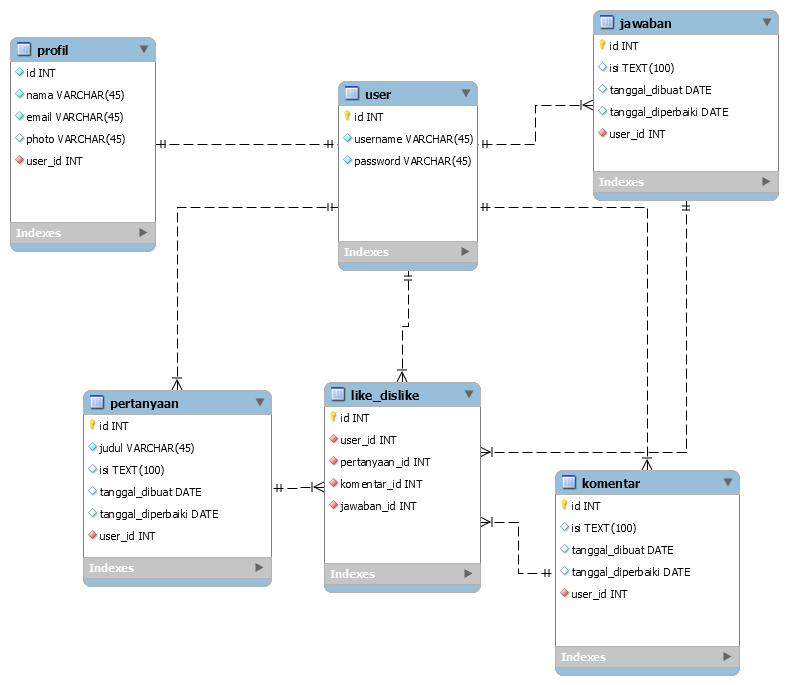 profil
id INT
nama VARCHAR(45)
email VARCHAR(45)
photo VARCHAR(45)
user_id INT
Indexes
user
id INT
username VARCHAR(45)
password VARCHAR(45)
Indexes
jawaban
id INT
isi TEXT(100)
tanggal_dibuat DATE
tanggal_diperbaiki DATE
user_id INT
Indexes
pertanyaan
id INT
judul VARCHAR(45)
isi TEXT(100)
tanggal_dibuat DATE
tanggal_diperbaiki DATE
user_id INT
Indexes
like_dislike
id INT
user_id INT
pertanyaan_id INT
komentar_id INT
jawaban_id INT
Indexes
komentar
id INT
isi TEXT(100)
tanggal_dibuat DATE
tanggal_diperbaiki DATE
user_id INT
Indexes